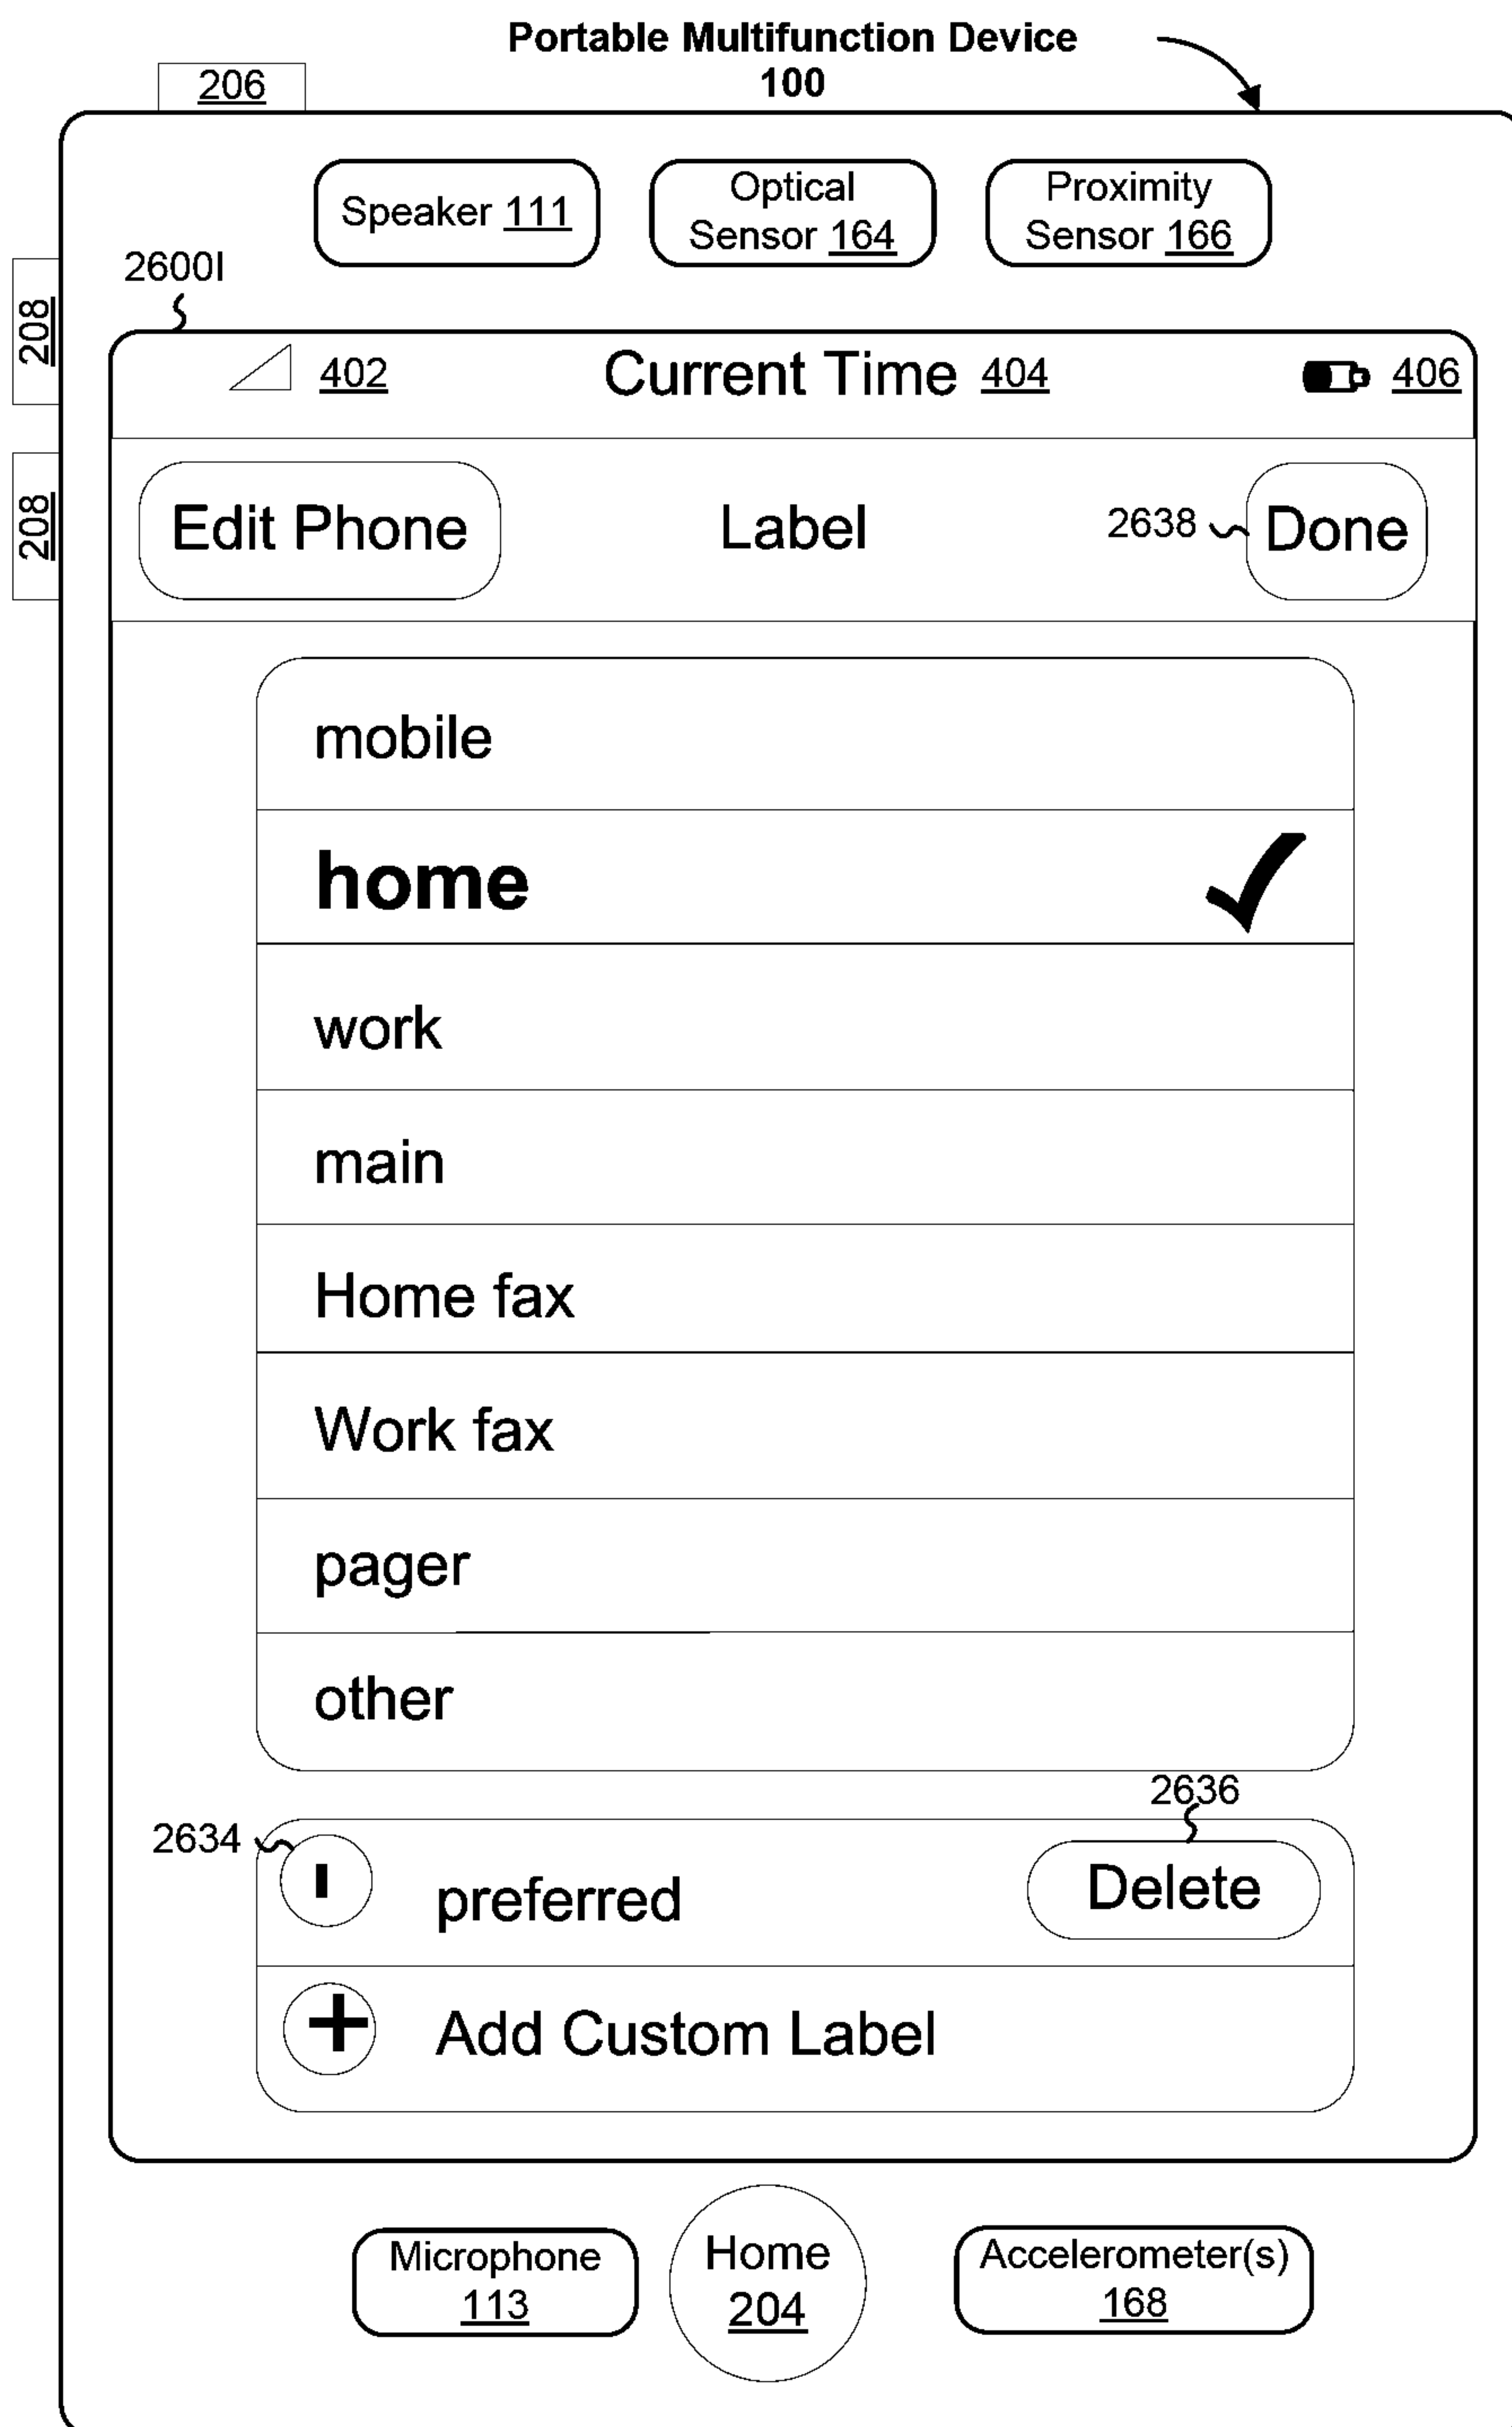 Portable Multifunction Device
100
206
Speaker 111
Optical
Sensor 164
Proximity
Sensor 166
2600I
208
402
Current Time 404
406
208
Edit Phone
Label
2638
Done
mobile
home
work
main
Home fax
Work fax
pager
other
2636
2634
preferred
Delete
+
Add Custom Label
Microphone
113
Home
204
Accelerometer(s)
168